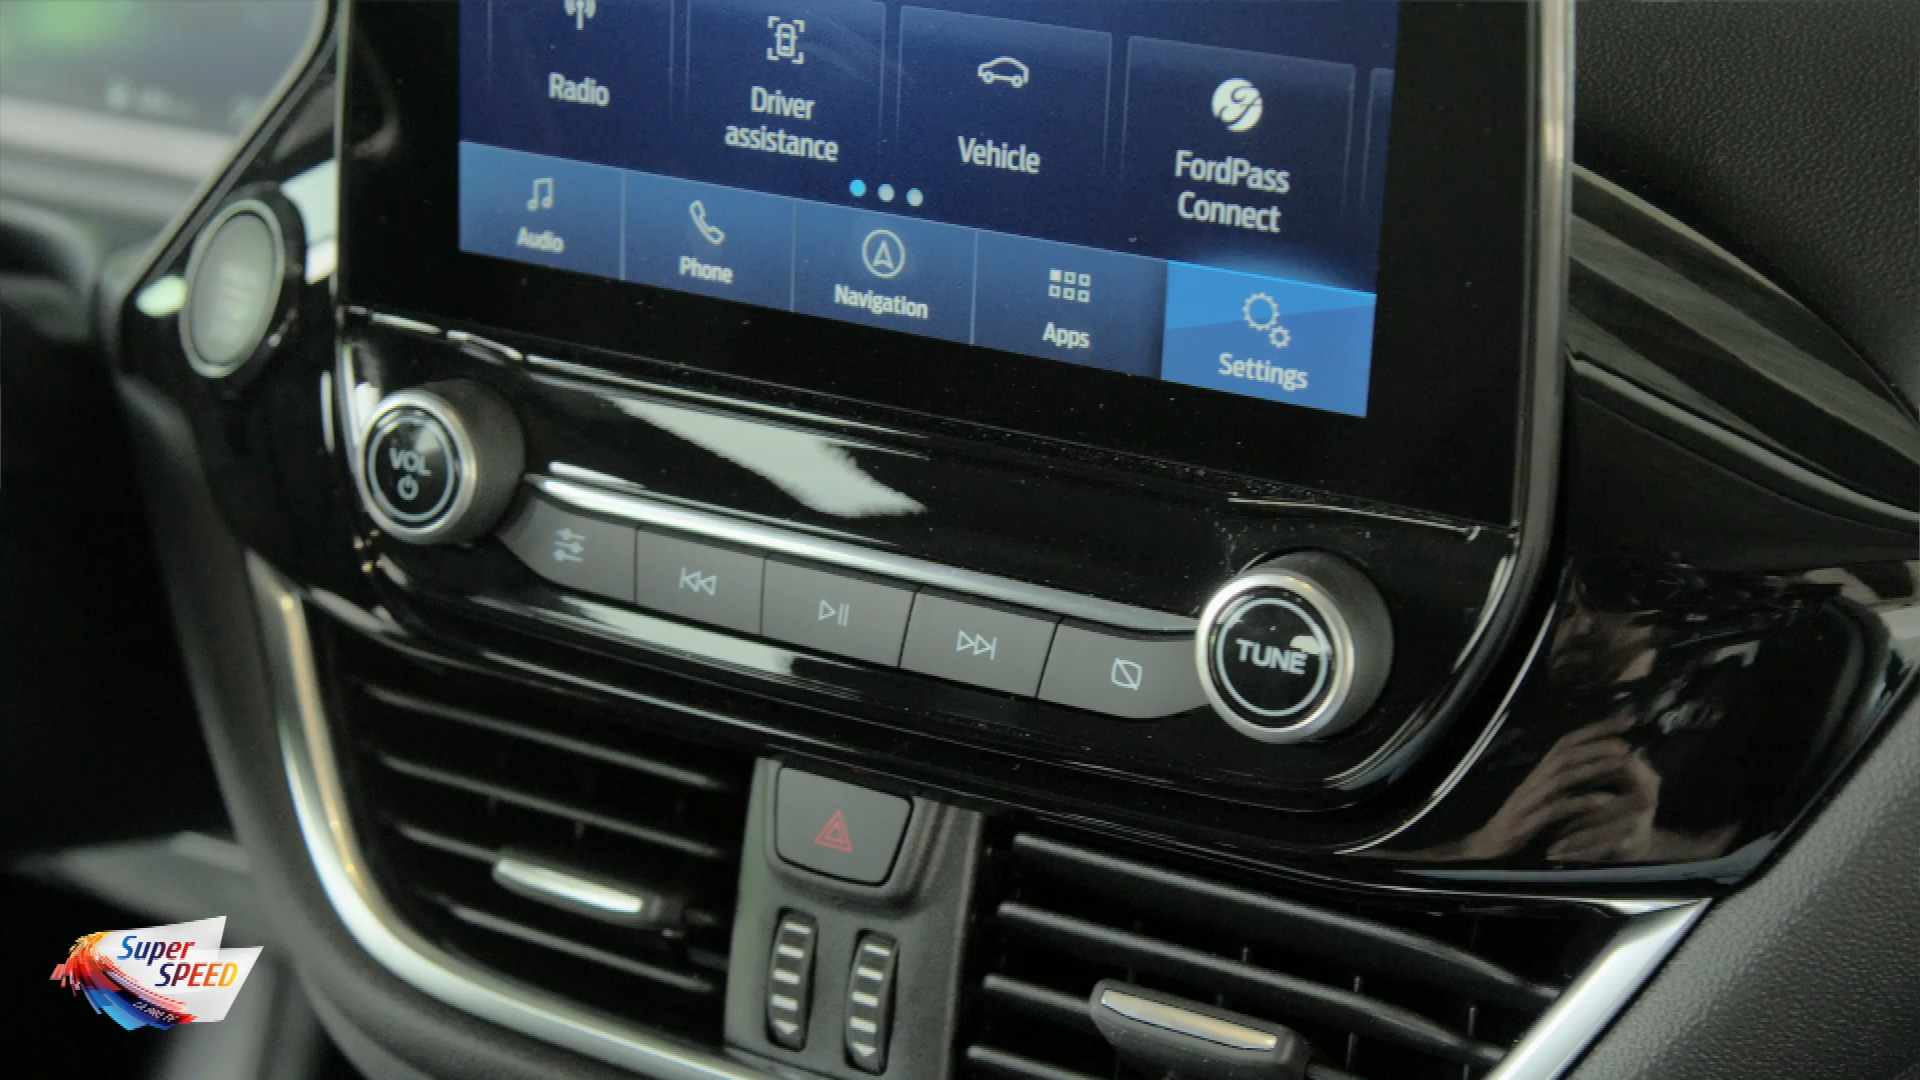 Radio
Driver
assistance
Vehicle
FordPass
Connect
Audio
Phone
Navigation
Apps
Settings
VOL
TUNE
Super
SPEED